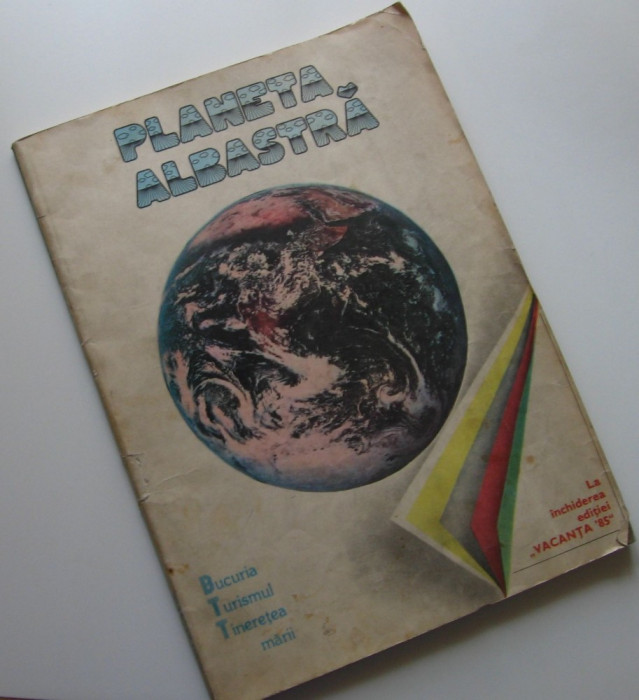 PLANETA
ALBASTRĂ
La
închiderea
ediției
„VACANȚA '85"
Bucuria
Turismul
Tinerețea
mării